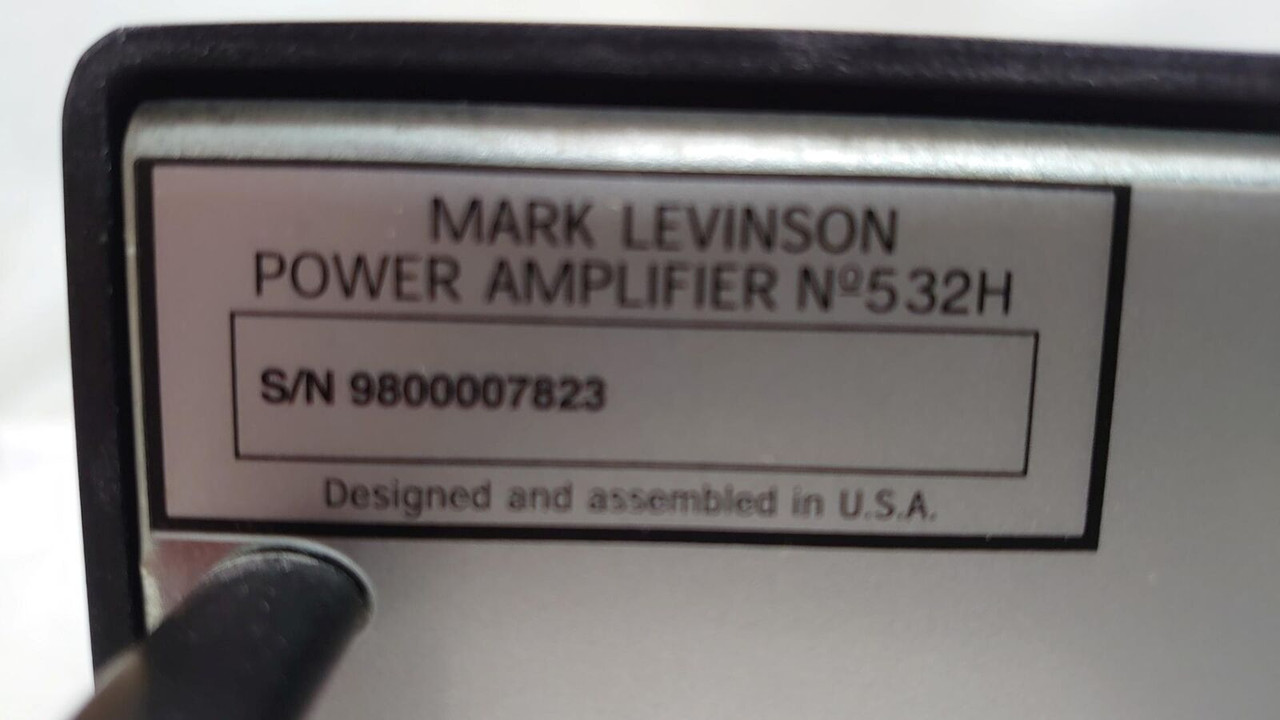 MARK LEVINSON
POWER AMPLIFIER Nº532H
S/N 9800007823
Designed and assembled in U.S.A.